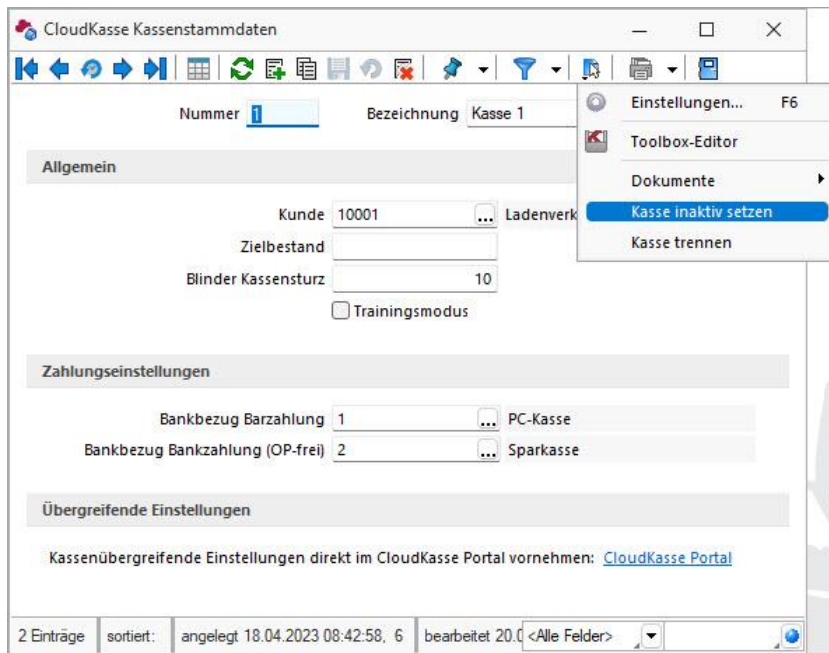 CloudKasse Kassenstammdaten
Nummer 1 Bezeichnung Kasse 1
Einstellungen... F6
Toolbox-Editor
Dokumente
Kasse inaktiv setzen
Kasse trennen
Allgemein
Kunde 10001 ... Ladenverk
Zielbestand
Blinder Kassensturz 10
Trainingsmodus
Zahlungseinstellungen
Bankbezug Barzahlung 1 ... PC-Kasse
Bankbezug Bankzahlung (OP-frei) 2 ... Sparkasse
Übergreifende Einstellungen
Kassenübergreifende Einstellungen direkt im CloudKasse Portal vornehmen: CloudKasse Portal
2 Einträge sortiert: angelegt 18.04.2023 08:42:58, 6 bearbeitet 20.0 <Alle Felder>